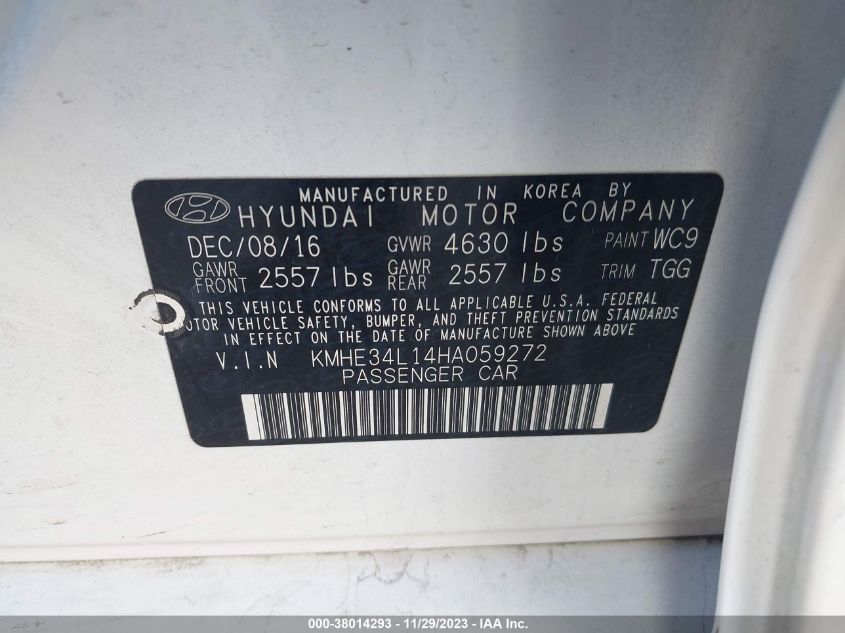 MANUFACTURED IN KOREA BY
HYUNDAI MOTOR COMPANY
DEC/08/16 GVWR 4630 lbs PAINT WC9
GAWR FRONT 2557 lbs GAWR REAR 2557 lbs TRIM TGG
THIS VEHICLE CONFORMS TO ALL APPLICABLE U.S.A. FEDERAL
OTOR VEHICLE SAFETY, BUMPER, AND THEFT PREVENTION STANDARDS
IN EFFECT ON THE DATE OF MANUFACTURE SHOWN ABOVE
V.I.N KMHE34L14HA059272
PASSENGER CAR
000-38014293 - 11/29/2023 - IAA Inc.